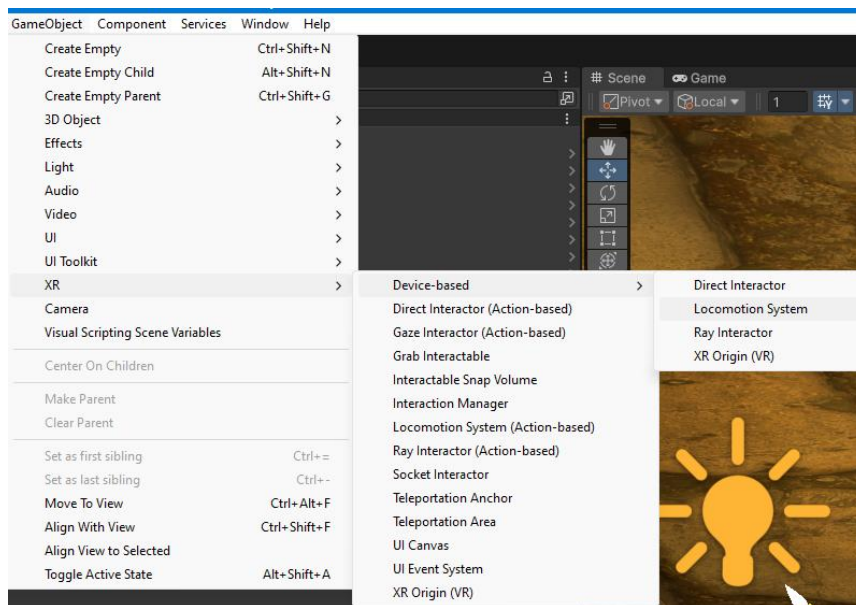 GameObject Component Services Window Help
Create Empty Ctrl+Shift+N
Create Empty Child Alt+Shift+N
Create Empty Parent Ctrl+Shift+G
3D Object
Effects
Light
Audio
Video
UI
UI Toolkit
XR
Camera
Visual Scripting Scene Variables
Center On Children
Make Parent
Clear Parent
Set as first sibling Ctrl+=
Set as last sibling Ctrl+-
Move To View Ctrl+Alt+F
Align With View Ctrl+Shift+F
Align View to Selected
Toggle Active State Alt+Shift+A
Device-based
Direct Interactor (Action-based)
Gaze Interactor (Action-based)
Grab Interactable
Interactable Snap Volume
Interaction Manager
Locomotion System (Action-based)
Ray Interactor (Action-based)
Socket Interactor
Teleportation Anchor
Teleportation Area
UI Canvas
UI Event System
XR Origin (VR)
Direct Interactor
Locomotion System
Ray Interactor
XR Origin (VR)
# Scene Game
Pivot Local 1